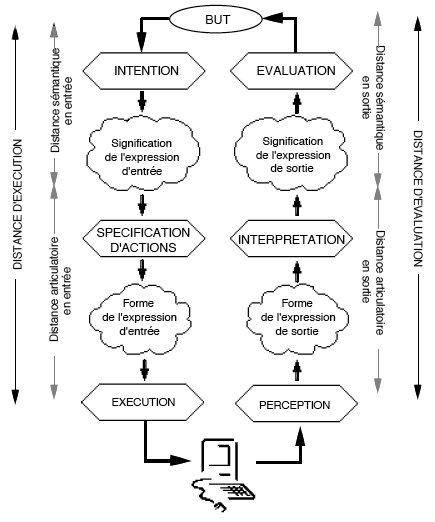 BUT
INTENTION
EVALUATION
Signification
de l'expression
d'entrée
Signification
de l'expression
de sortie
SPECIFICATION
D'ACTIONS
INTERPRETATION
Forme
de l'expression
d'entrée
Forme
de l'expression
de sortie
EXECUTION
PERCEPTION
DISTANCE D'EXECUTION
Distance sémantique
en entrée
Distance articulatoire
en entrée
Distance sémantique
en sortie
Distance articulatoire
en sortie
DISTANCE D'EVALUATION